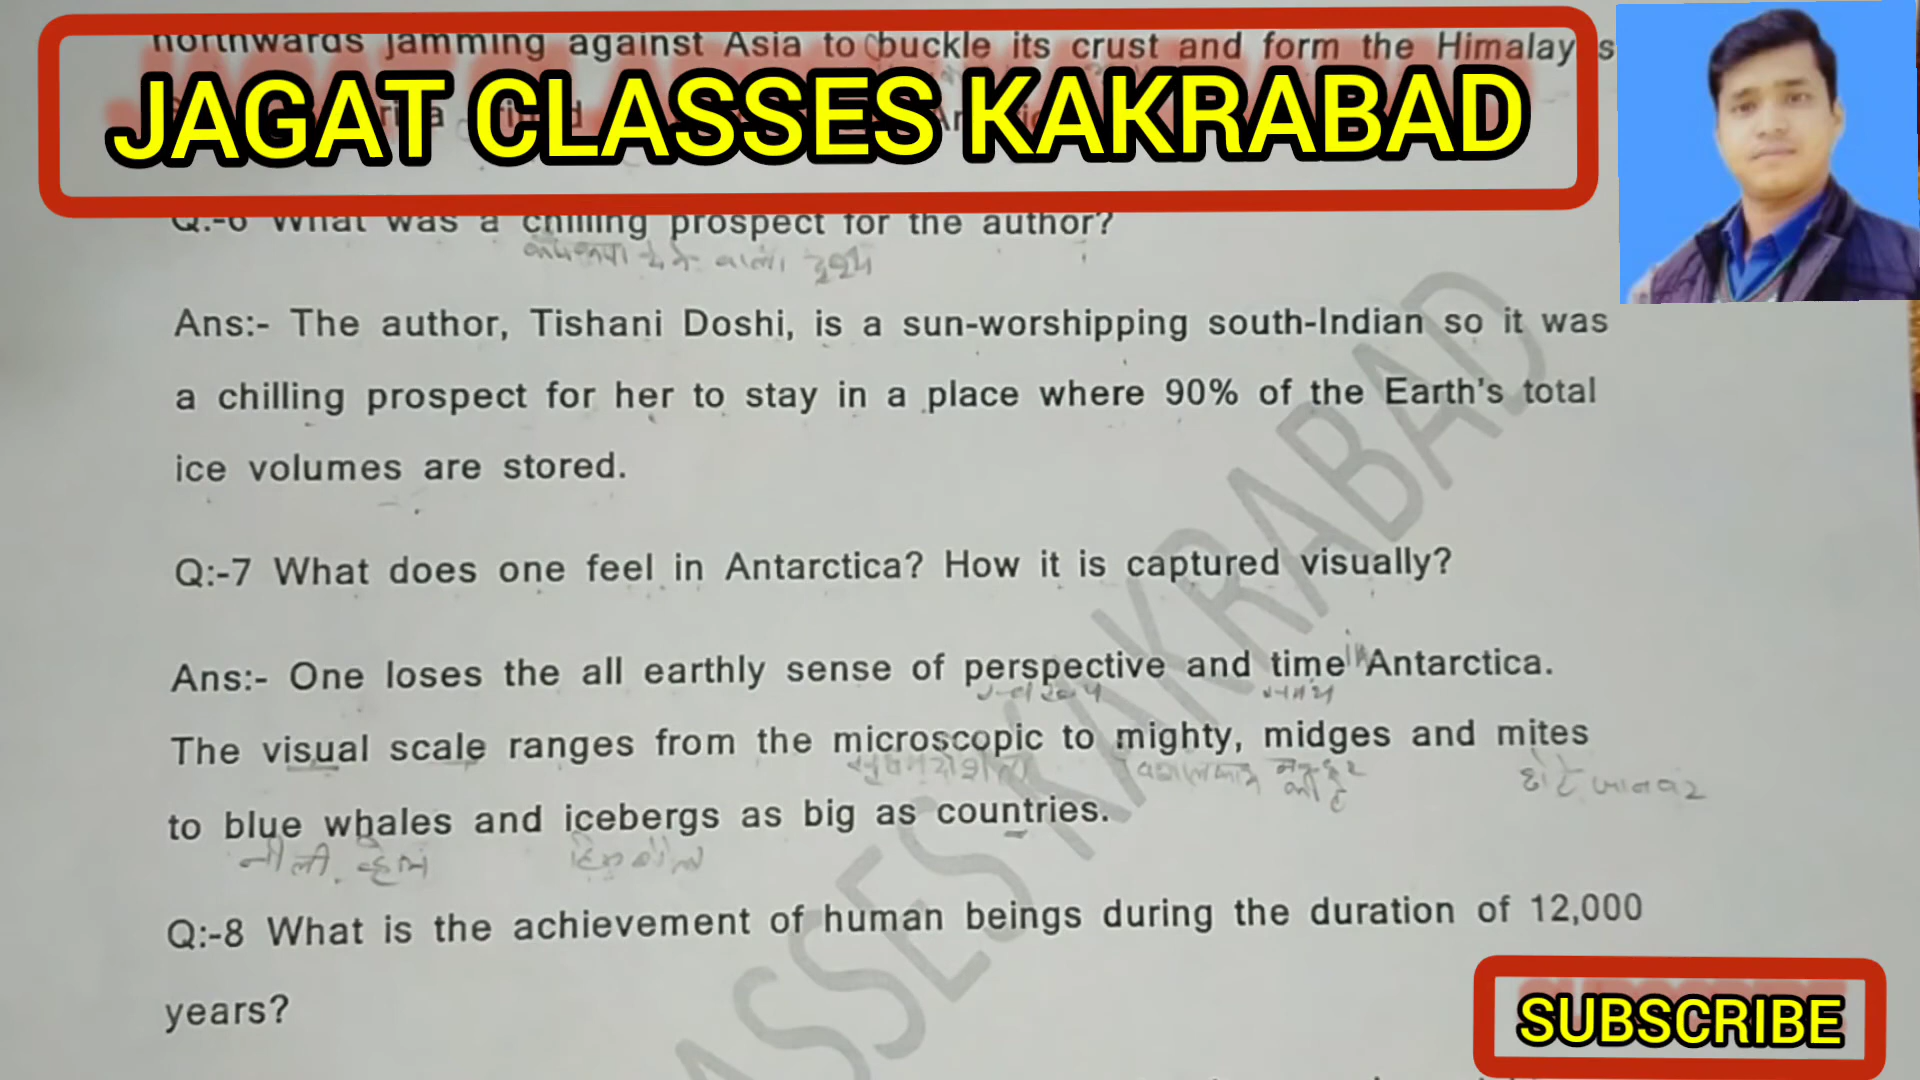 northwards jamming against Asia to buckle its crust and form the Himalayas
JAGAT CLASSES KAKRABAD
Q:-6 What was a chilling prospect for the author?
Ans:- The author, Tishani Doshi, is a sun-worshipping south-Indian so it was
a chilling prospect for her to stay in a place where 90% of the Earth's total
ice volumes are stored.
Q:-7 What does one feel in Antarctica? How it is captured visually?
Ans:- One loses the all earthly sense of perspective and time in Antarctica.
The visual scale ranges from the microscopic to mighty, midges and mites
to blue whales and icebergs as big as countries.
Q:-8 What is the achievement of human beings during the duration of 12,000
years?
ASSES KAKRABAD
SUBSCRIBE